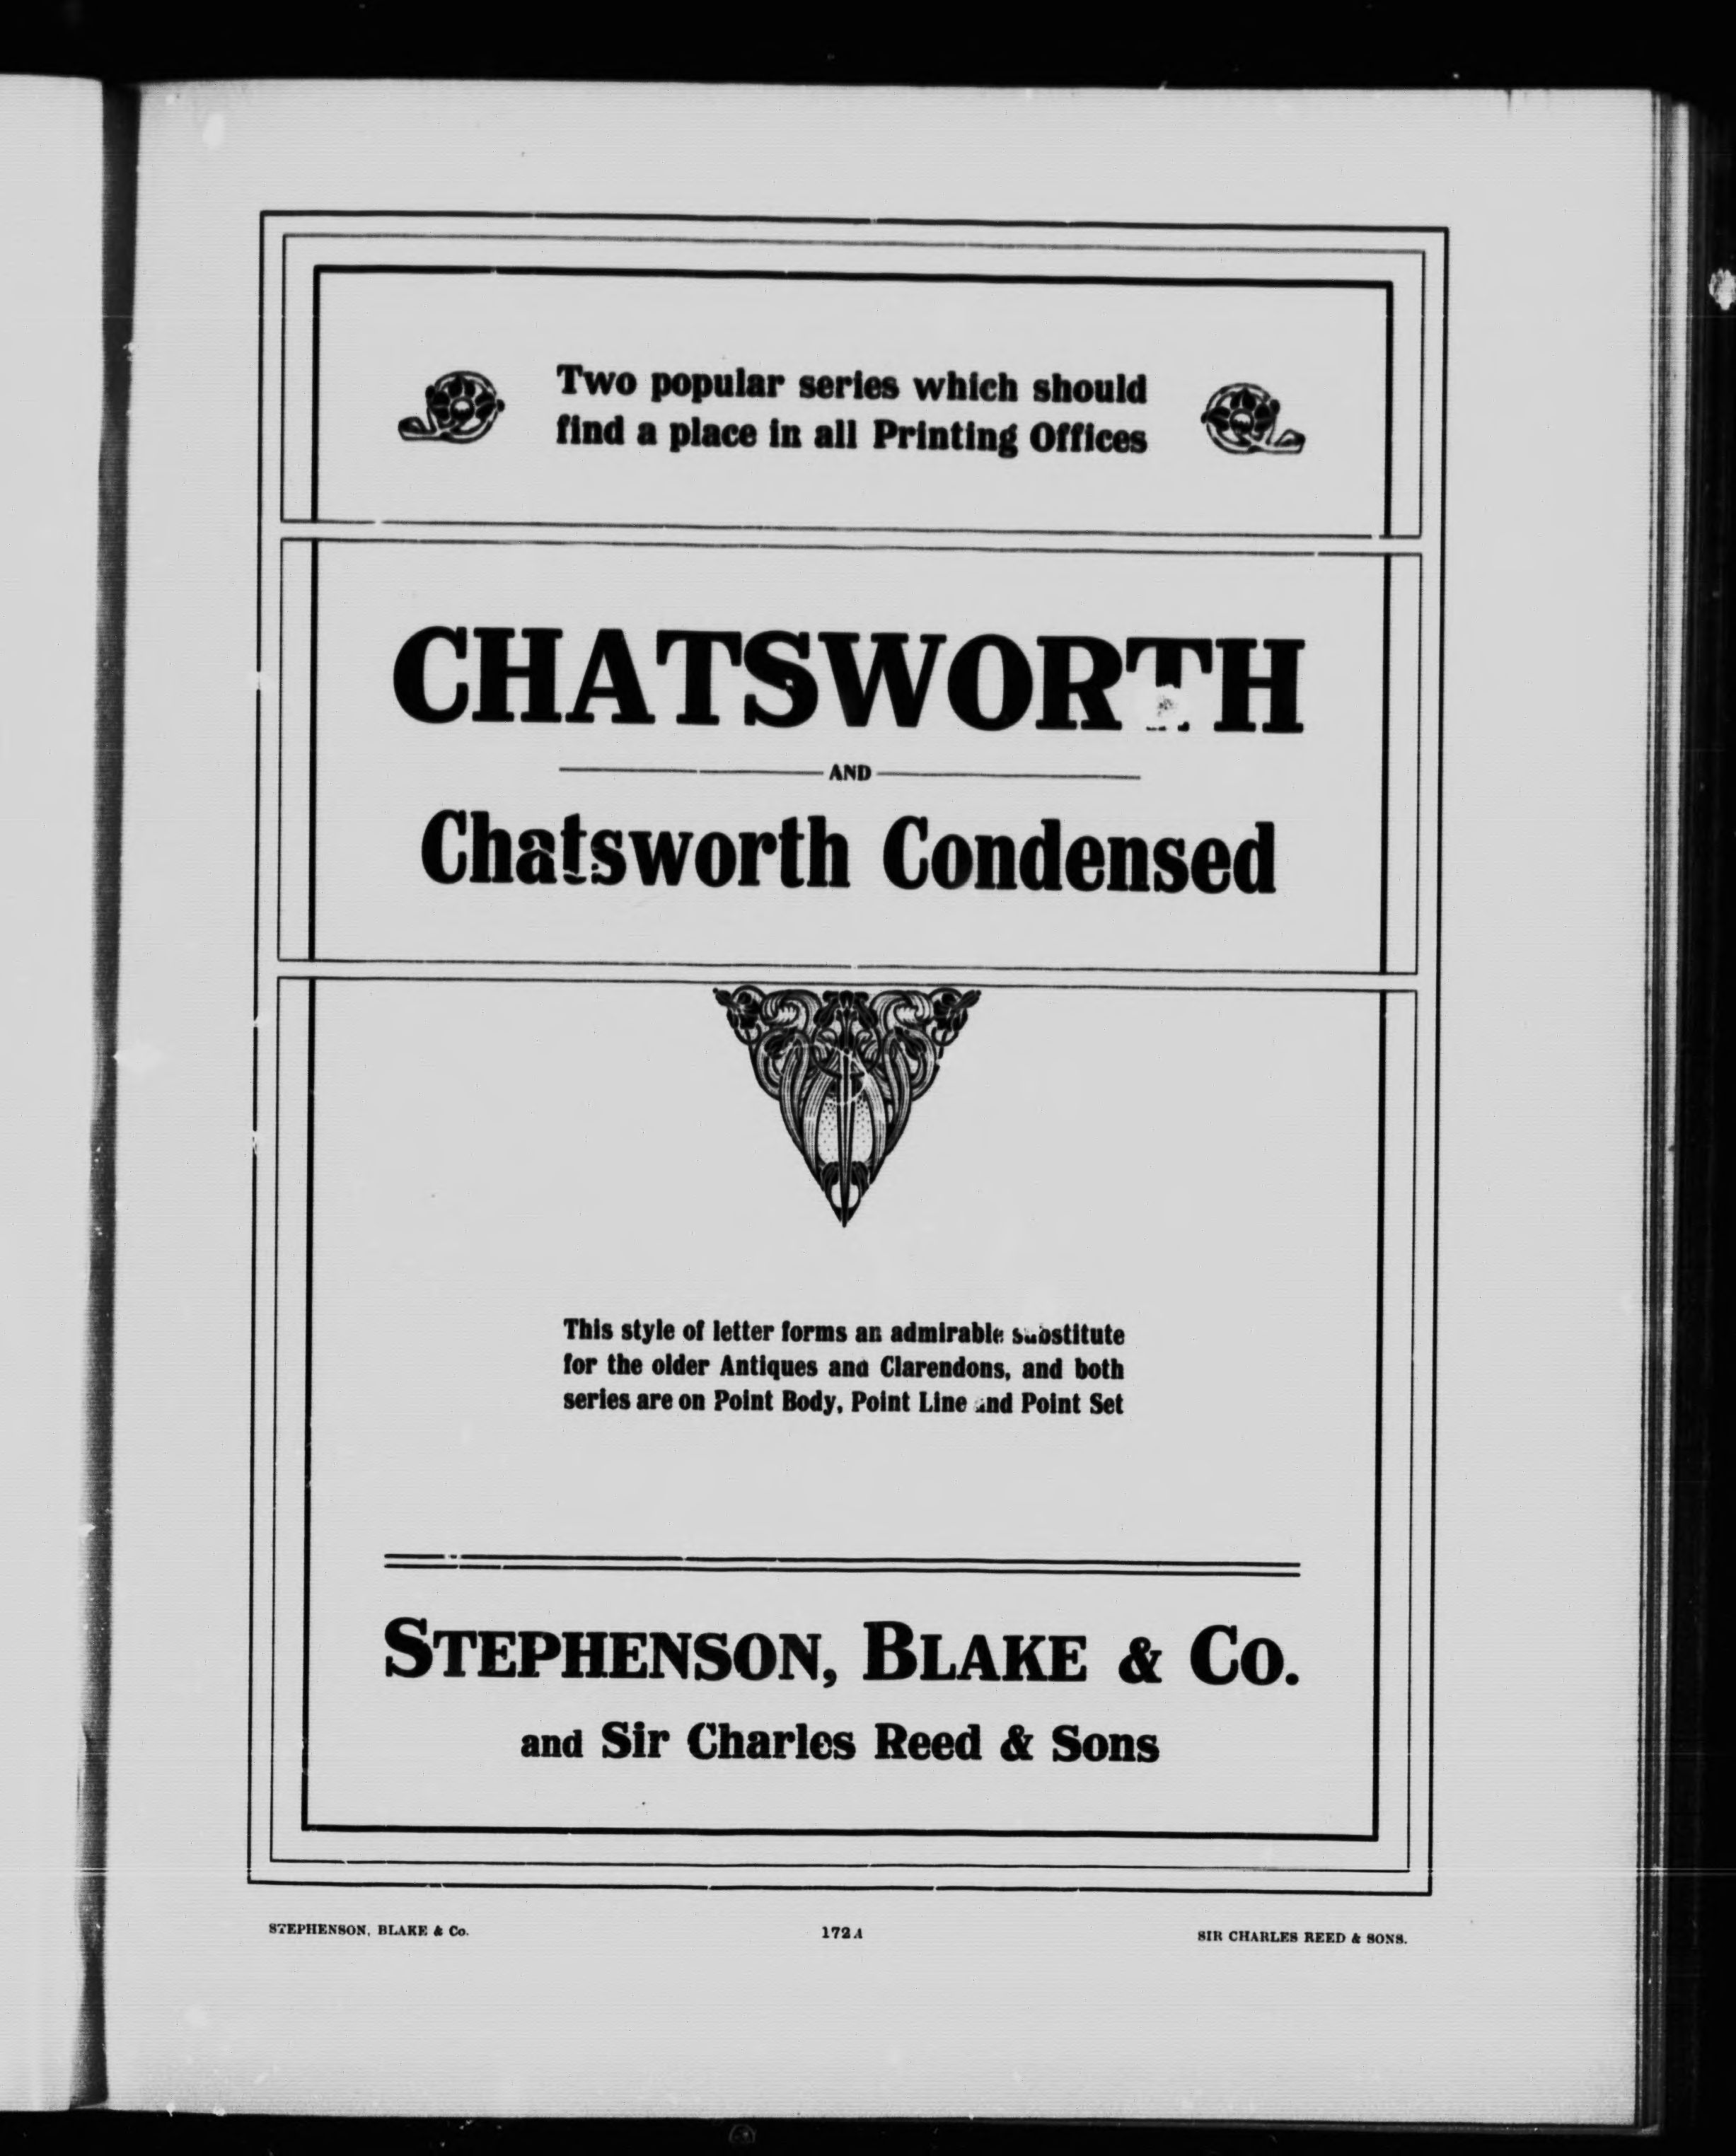 Two popular series which should
find a place in all Printing Offices
CHATSWORTH
AND
Chatsworth Condensed
This style of letter forms an admirable substitute
for the older Antiques and Clarendons, and both
series are on Point Body, Point Line and Point Set
STEPHENSON, BLAKE & CO.
and Sir Charles Reed & Sons
STEPHENSON, BLAKE & Co.
172A
SIR CHARLES REED & SONS.